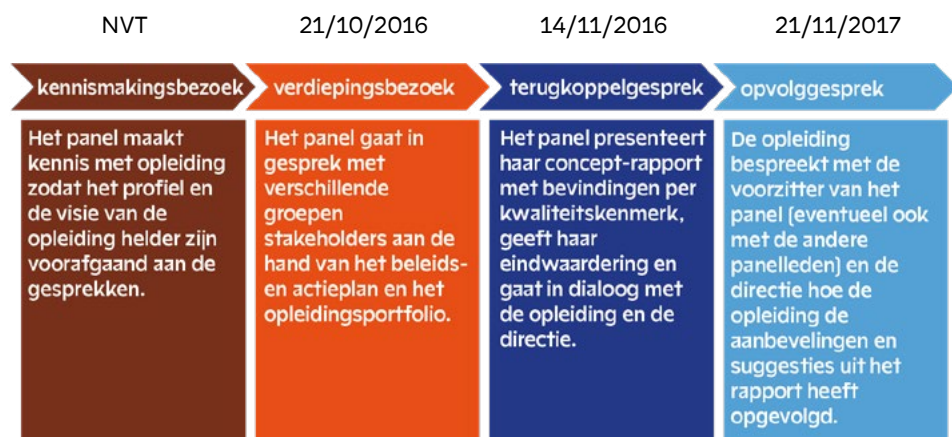 NVT
21/10/2016
14/11/2016
21/11/2017
kennismakingsbezoek
verdiepingsbezoek
terugkoppelgesprek
opvolggesprek
Het panel maakt
kennis met opleiding
zodat het profiel en
de visie van de
opleiding helder zijn
voorafgaand aan de
gesprekken.
Het panel gaat in
gesprek met
verschillende
groepen
stakeholders aan de
hand van het beleids-
en actieplan en het
opleidingsportfolio.
Het panel presenteert
haar concept-rapport
met bevindingen per
kwaliteitskenmerk,
geeft haar
eindwaardering en
gaat in dialoog met
de opleiding en de
directie.
De opleiding
bespreekt met de
voorzitter van het
panel (eventueel ook
met de andere
panelleden) en de
directie hoe de
opleiding de
aanbevelingen en
suggesties uit het
rapport heeft
opgevolgd.